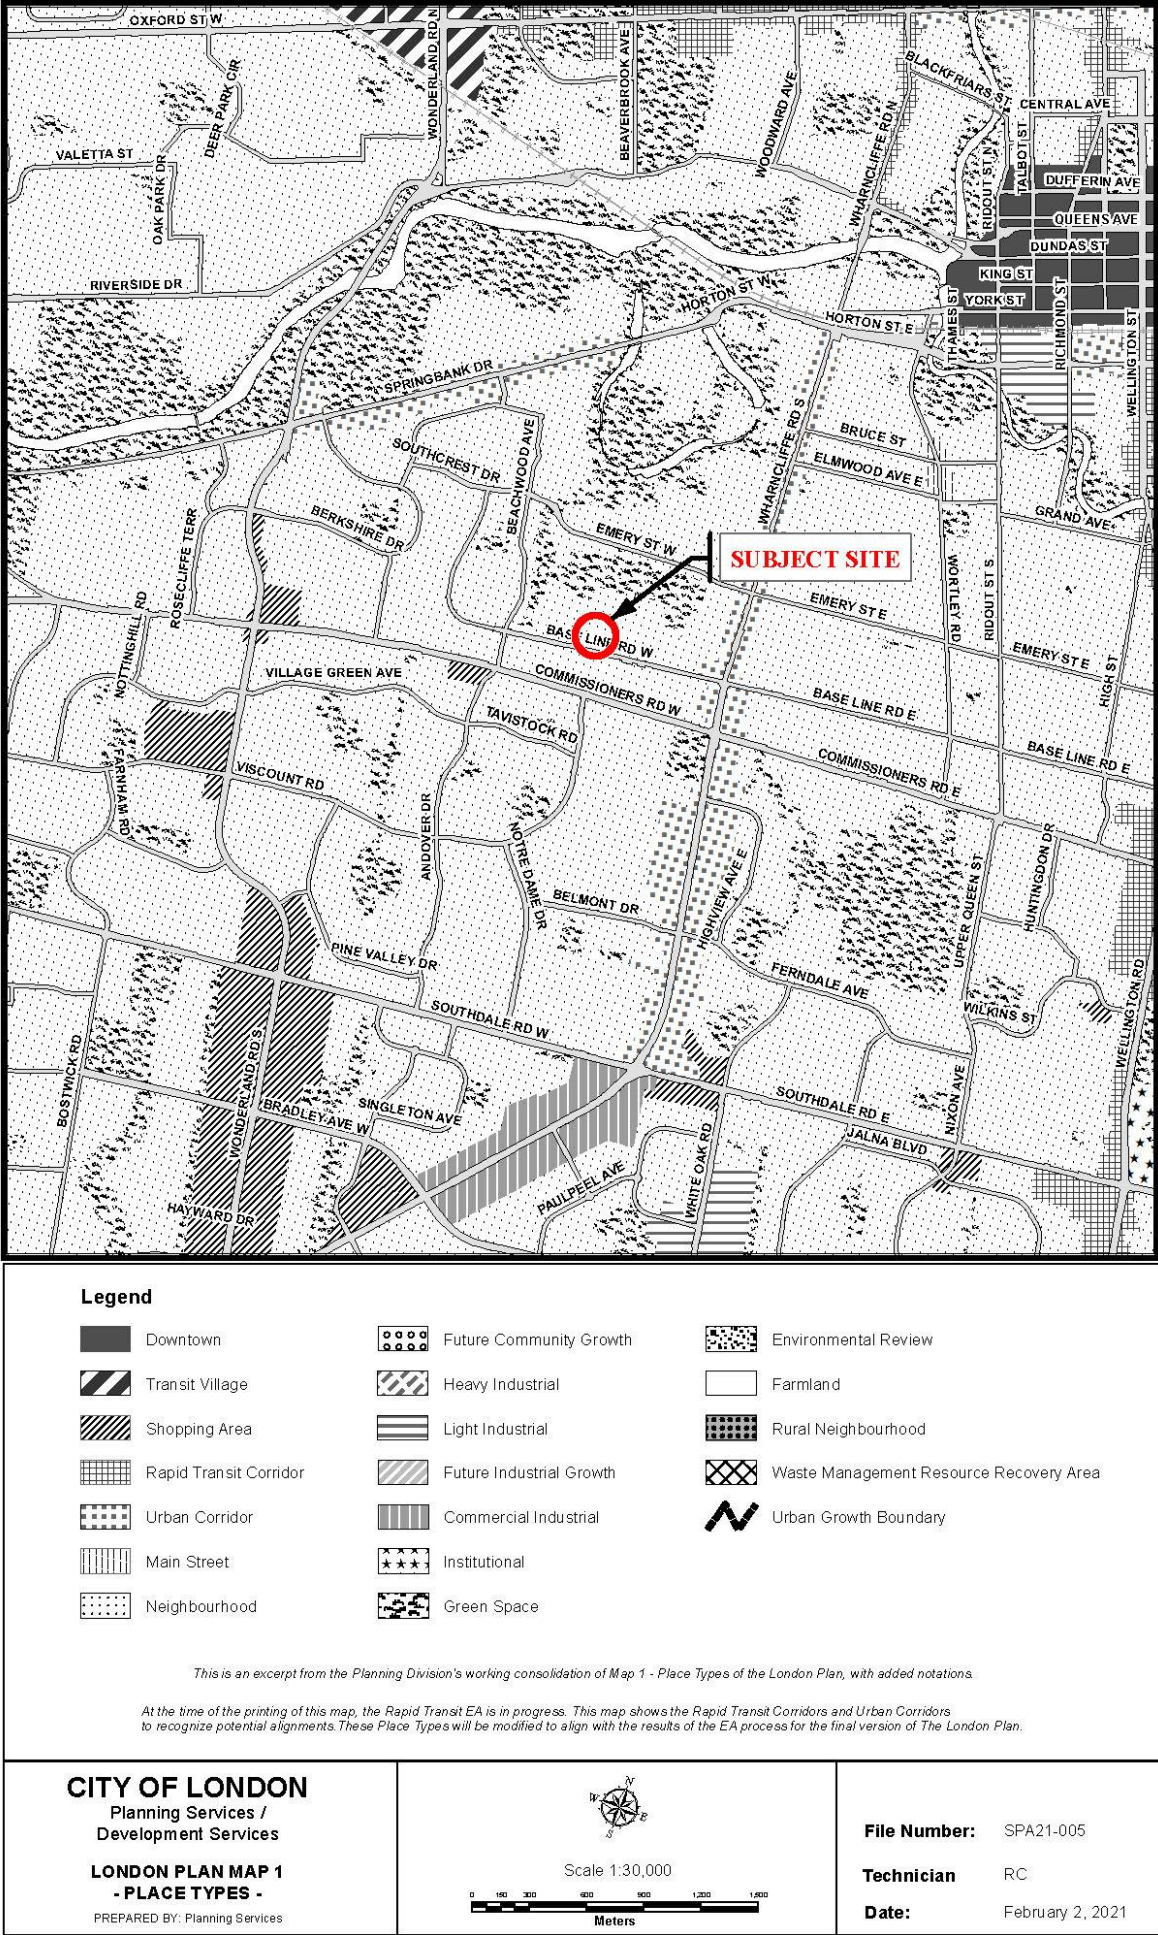 OXFORD ST W
WONDERLAND RD N
BEAVERBROOK AVE
WOODWARD AVE
BLACKFRIARS ST
CENTRAL AVE
DEER PARK CIR
VALETTA ST
OAK PARK DR
WHARNCLIFFE RD N
RIDOUT ST N
TALBOT ST
DUFFERIN AVE
QUEENS AVE
DUNDAS ST
KING ST
YORK ST
RIVERSIDE DR
HORTON ST W
HORTON ST E
THAMES ST
RICHMOND ST
WELLINGTON ST
SPRINGBANK DR
SOUTHCREST DR
BEACHWOOD AVE
WHARNCLIFFE RD S
BRUCE ST
ELMWOOD AVE E
BERKSHIRE DR
ROSECLIFFE TERR
EMERY ST W
GRAND AVE
SUBJECT SITE
WORTLEY RD
RIDOUT ST S
NOTTINGHILL RD
EMERY ST E
EMERY ST E
BASE LINE RD W
VILLAGE GREEN AVE
COMMISSIONERS RD W
HIGH ST
TAVISTOCK RD
BASE LINE RD E
BASE LINE RD E
FARNHAM RD
VISCOUNT RD
COMMISSIONERS RD E
ANDOVER DR
NOTRE DAME DR
HIGHVIEW AVE E
UPPER QUEEN ST
HUNTINGDON DR
BELMONT DR
PINE VALLEY DR
FERNDALE AVE
WELLINGTON RD
SOUTHDALE RD W
WILKINS ST
BOSTWICK RD
WONDERLAND RD S
BRADLEY AVE W
SINGLETON AVE
SOUTHDALE RD E
NIXON AVE
JALNA BLVD
WHITE OAK RD
PAULPEEL AVE
HAYWARD DR
Legend
Downtown
Transit Village
Shopping Area
Rapid Transit Corridor
Urban Corridor
Main Street
Neighbourhood
Future Community Growth
Heavy Industrial
Light Industrial
Future Industrial Growth
Commercial Industrial
Institutional
Green Space
Environmental Review
Farmland
Rural Neighbourhood
Waste Management Resource Recovery Area
Urban Growth Boundary
This is an excerpt from the Planning Division's working consolidation of Map 1 - Place Types of the London Plan, with added notations.
At the time of the printing of this map, the Rapid Transit EA is in progress. This map shows the Rapid Transit Corridors and Urban Corridors
to recognize potential alignments. These Place Types will be modified to align with the results of the EA process for the final version of The London Plan.
CITY OF LONDON
Planning Services /
Development Services
LONDON PLAN MAP 1
- PLACE TYPES -
PREPARED BY: Planning Services
N
W E
S
Scale 1:30,000
0 150 300 600 900 1,200 1,500
Meters
File Number: SPA21-005
Technician RC
Date: February 2, 2021